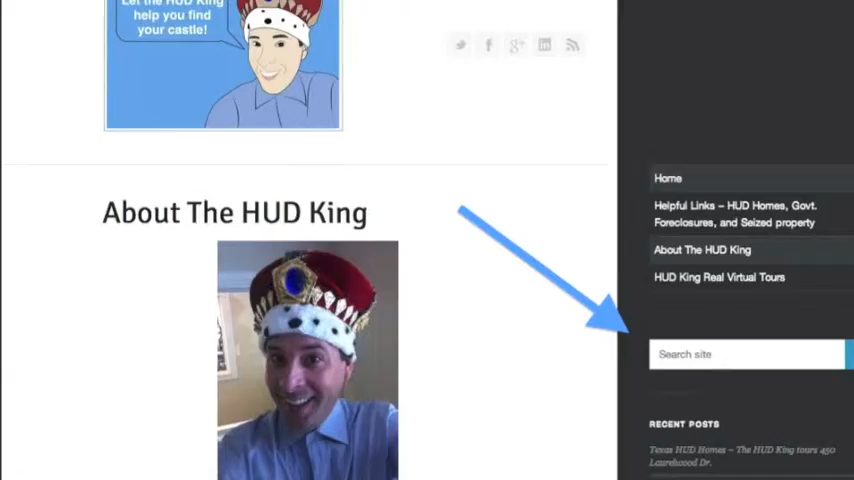 Let the HUD King
help you find
your castle!
About The HUD King
Home
Helpful Links – HUD Homes, Govt.
Foreclosures, and Seized property
About The HUD King
HUD King Real Virtual Tours
Search site
RECENT POSTS
Texas HUD Homes – The HUD King tours 450
Laurelwood Dr.